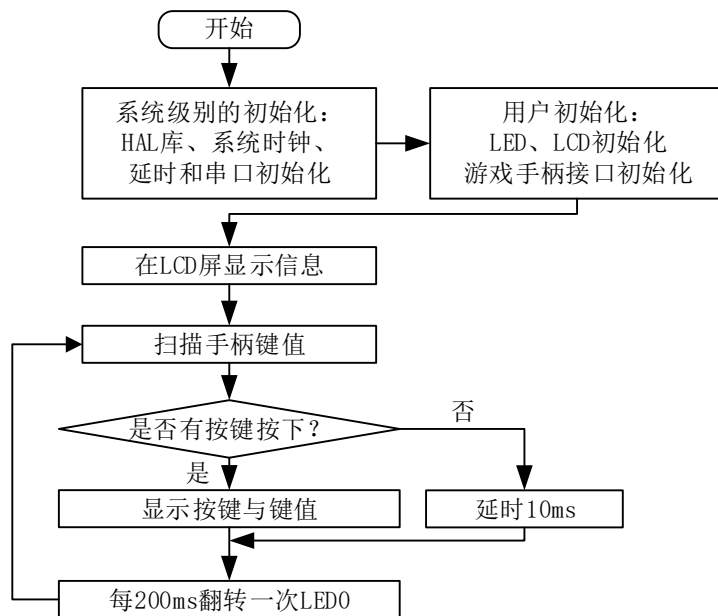 开始
系统级别的初始化:
HAL库、系统时钟、
延时和串口初始化
用户初始化:
LED、LCD初始化
游戏手柄接口初始化
在LCD屏显示信息
扫描手柄键值
是否有按键按下?
否
是
显示按键与键值
延时10ms
每200ms翻转一次LED0